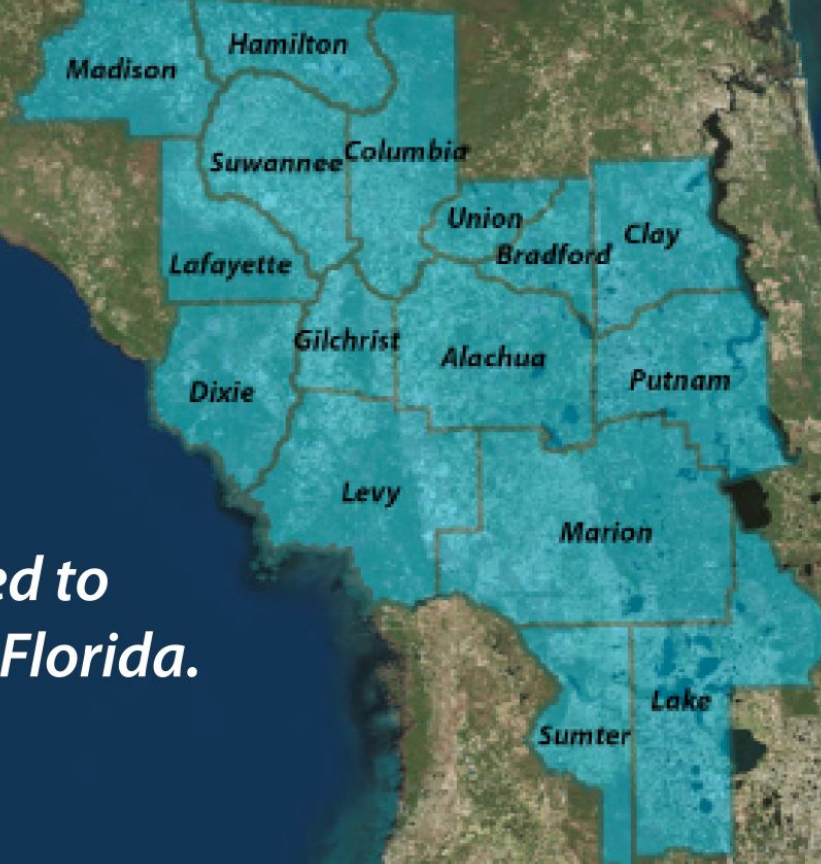 Hamilton
Madison
Columbia
Suwannee
Union
Clay
Bradford
Lafayette
Gilchrist
Alachua
Putnam
Dixie
Levy
Marion
ed to
Florida.
Lake
Sumter